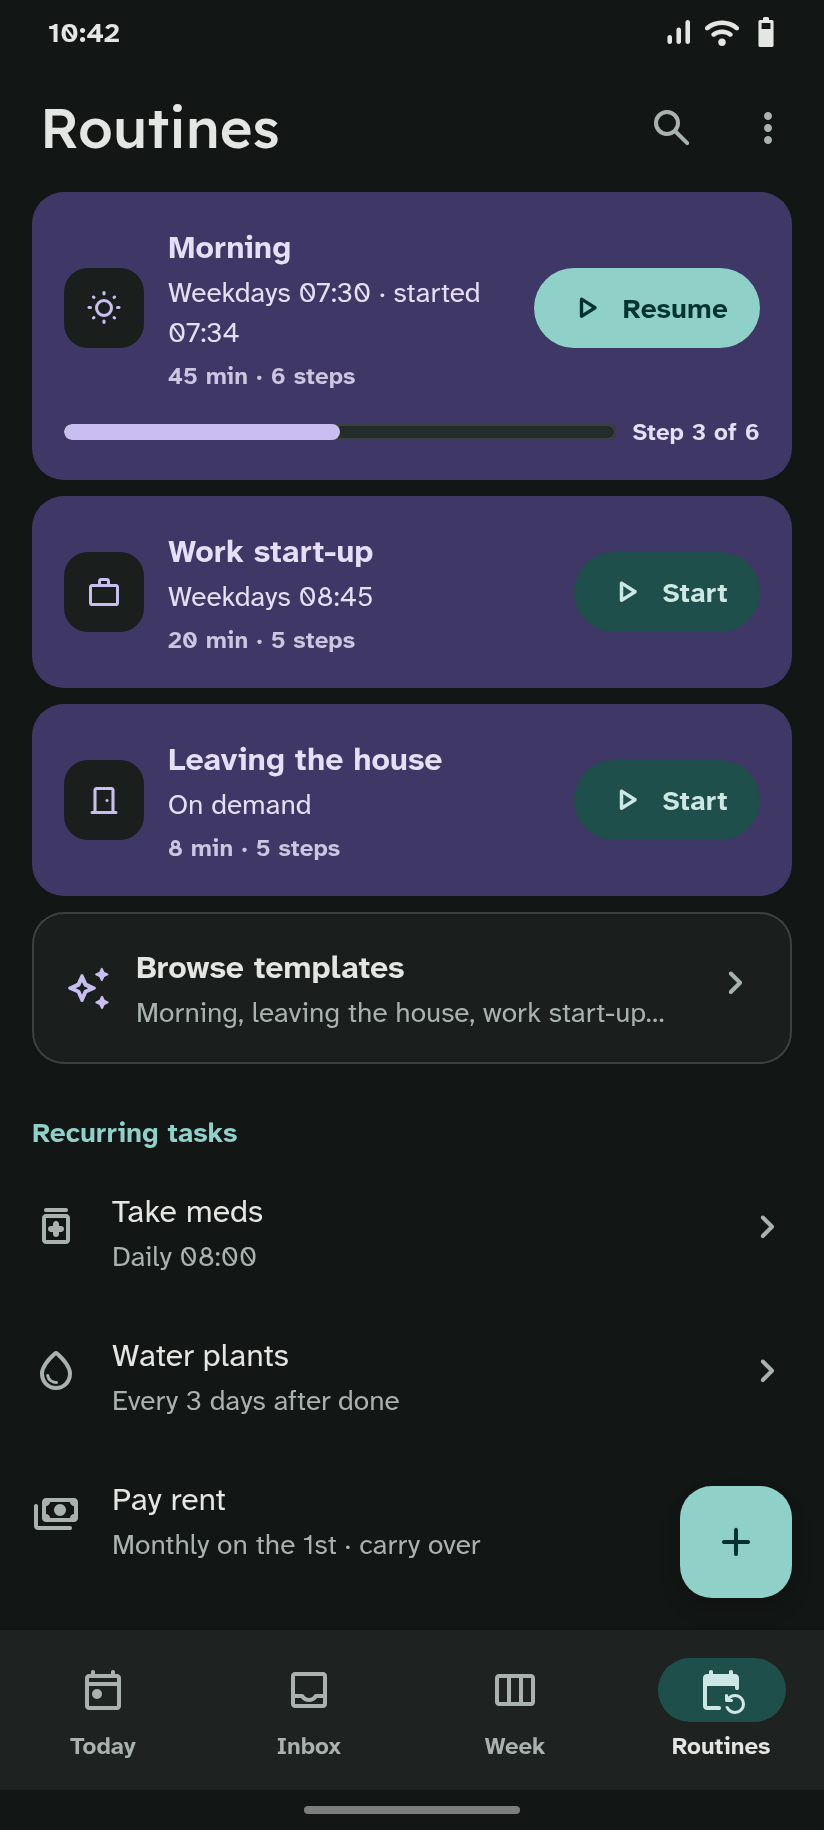 10:42
Routines
Morning
Weekdays 07:30 · started
07:34
45 min · 6 steps
Resume
Step 3 of 6
Work start-up
Weekdays 08:45
20 min · 5 steps
Start
Leaving the house
On demand
8 min · 5 steps
Start
Browse templates
Morning, leaving the house, work start-up...
Recurring tasks
Take meds
Daily 08:00
Water plants
Every 3 days after done
Pay rent
Monthly on the 1st · carry over
Today
Inbox
Week
Routines